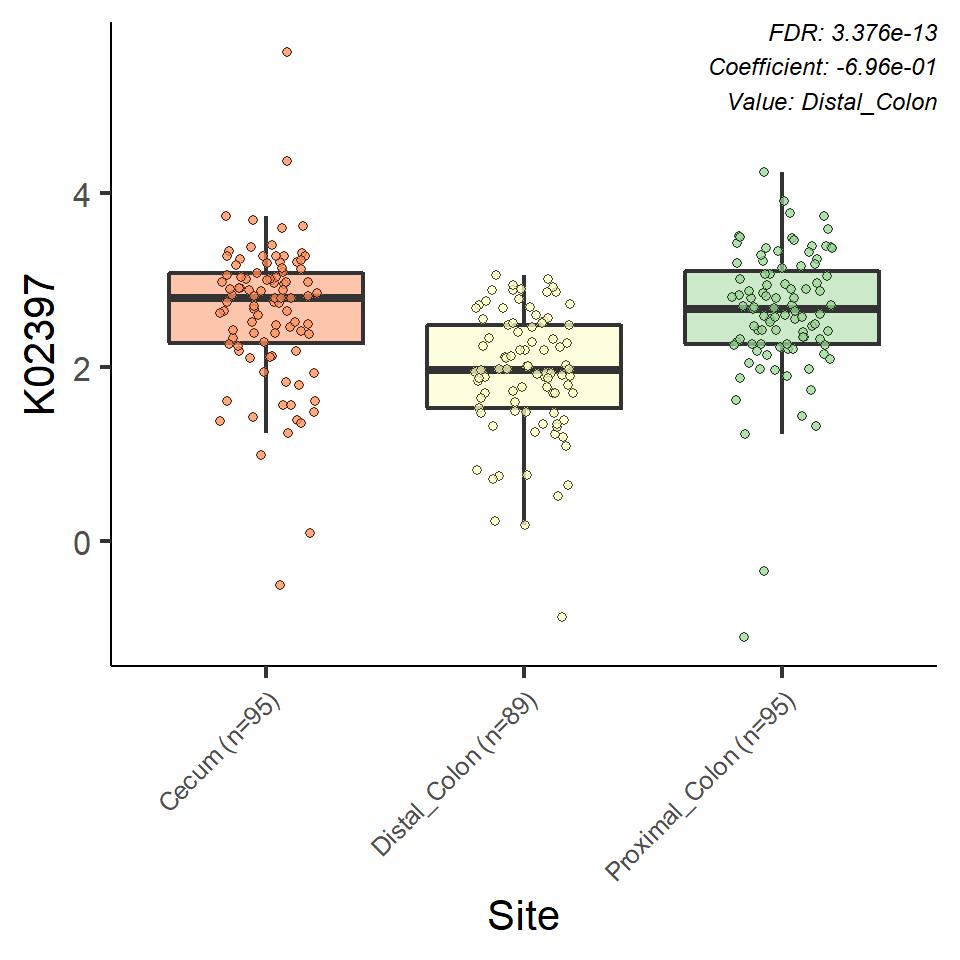 FDR: 3.376e-13
Coefficient: -6.96e-01
Value: Distal_Colon
K02397
4
2
0
Cecum (n=95)
Distal_Colon (n=89)
Proximal_Colon (n=95)
Site